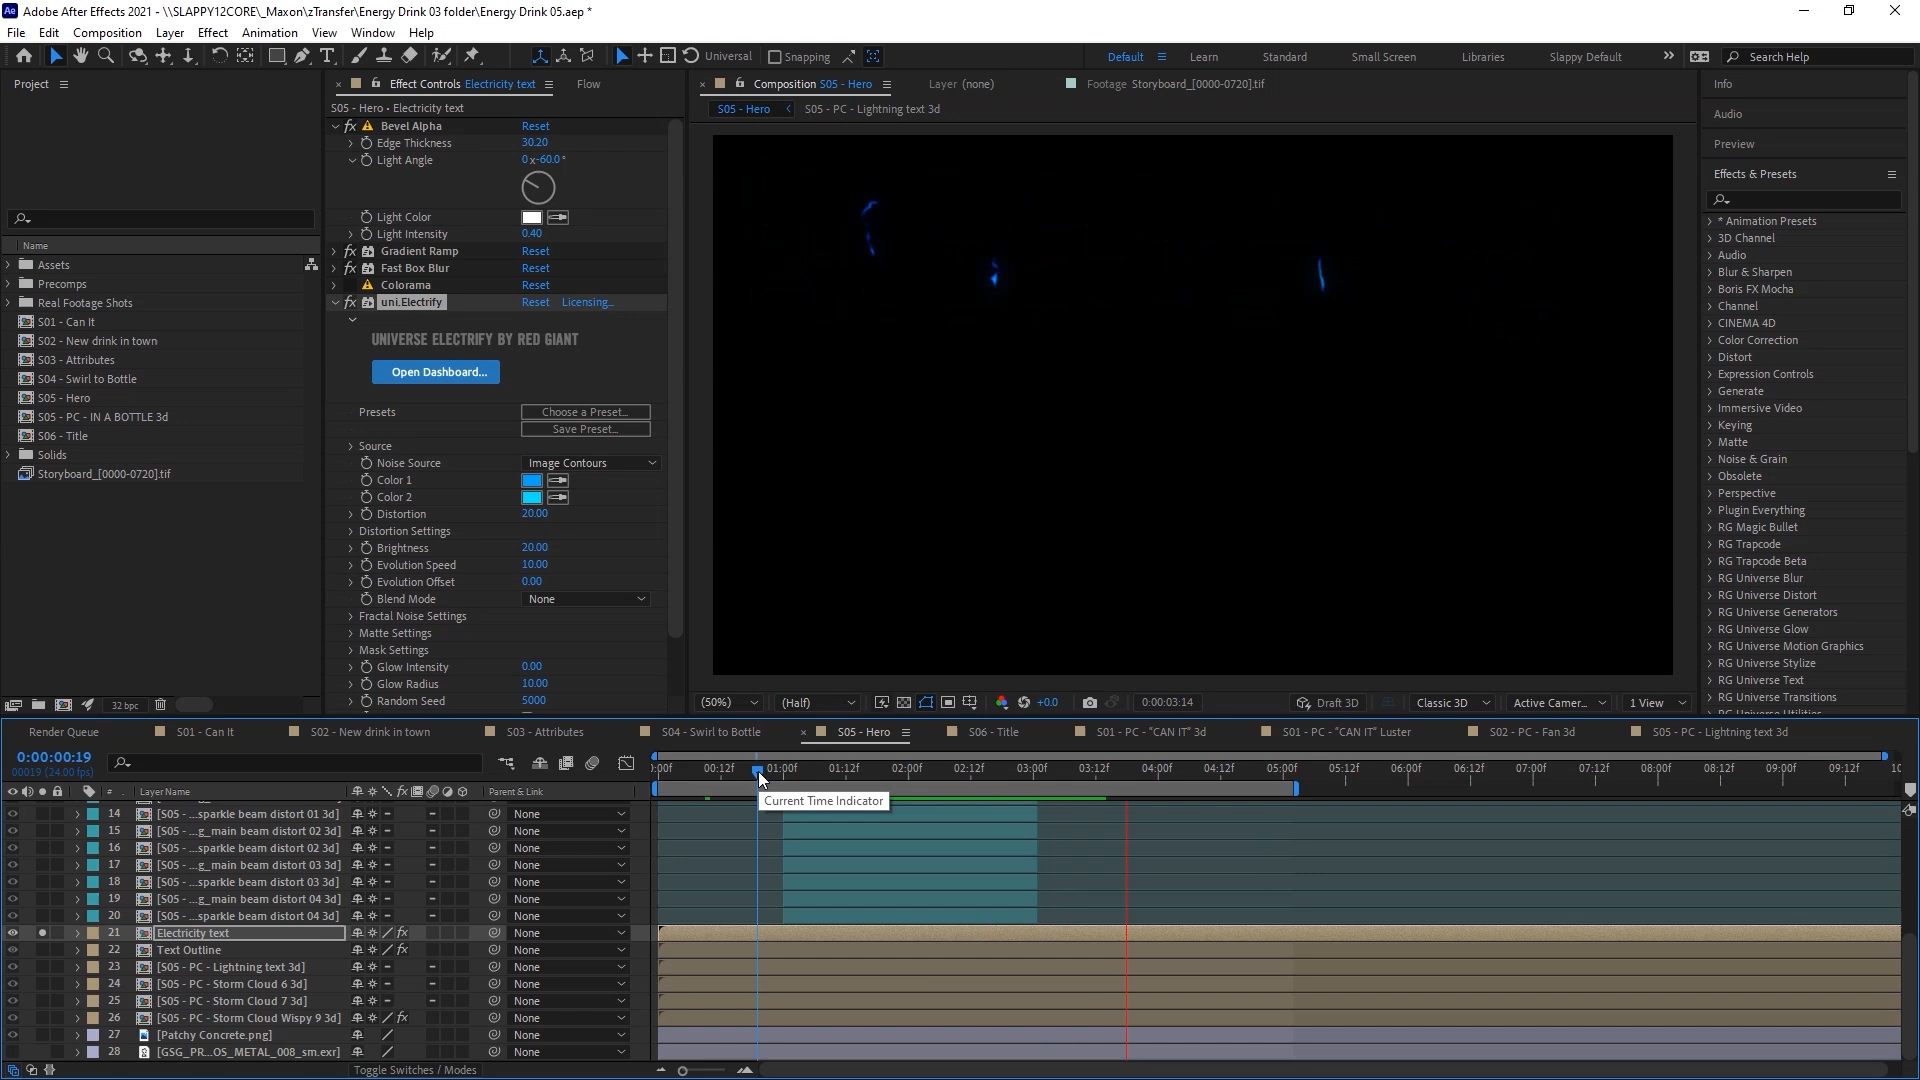 Adobe After Effects 2021 - \\SLAPPY12CORE\_Maxon\zTransfer\Energy Drink 03 folder\Energy Drink 05.aep *
File Edit Composition Layer Effect Animation View Window Help
Universal Snapping Default Learn Standard Small Screen Libraries Slappy Default Search Help
Project
Effect Controls Electricity text Flow
S05 - Hero • Electricity text
Bevel Alpha Reset
Edge Thickness 30.20
Light Angle 0x-60.0°
Light Color
Light Intensity 0.40
Gradient Ramp Reset
Fast Box Blur Reset
Colorama Reset
uni.Electrify Reset Licensing...
UNIVERSE ELECTRIFY BY RED GIANT
Open Dashboard...
Presets Choose a Preset...
Save Preset...
Source
Noise Source Image Contours
Color 1
Color 2
Distortion 20.00
Distortion Settings
Brightness 20.00
Evolution Speed 10.00
Evolution Offset 0.00
Blend Mode None
Fractal Noise Settings
Matte Settings
Mask Settings
Glow Intensity 0.00
Glow Radius 10.00
Random Seed 5000
Name
Assets
Precomps
Real Footage Shots
S01 - Can It
S02 - New drink in town
S03 - Attributes
S04 - Swirl to Bottle
S05 - Hero
S05 - PC - IN A BOTTLE 3d
S06 - Title
Solids
Storyboard_[0000-0720].tif
32 bpc
Composition S05 - Hero Layer (none) Footage Storyboard_[0000-0720].tif
S05 - Hero S05 - PC - Lightning text 3d
(50%) (Half) +0.0 0:00:03:14 Draft 3D Classic 3D Active Camer... 1 View
Info
Audio
Preview
Effects & Presets
* Animation Presets
3D Channel
Audio
Blur & Sharpen
Boris FX Mocha
Channel
CINEMA 4D
Color Correction
Distort
Expression Controls
Generate
Immersive Video
Keying
Matte
Noise & Grain
Obsolete
Perspective
Plugin Everything
RG Magic Bullet
RG Trapcode
RG Trapcode Beta
RG Universe Blur
RG Universe Distort
RG Universe Generators
RG Universe Glow
RG Universe Motion Graphics
RG Universe Stylize
RG Universe Text
RG Universe Transitions
RG Universe Utilities
Render Queue S01 - Can It S02 - New drink in town S03 - Attributes S04 - Swirl to Bottle S05 - Hero S06 - Title S01 - PC - "CAN IT" 3d S01 - PC - "CAN IT" Luster S02 - PC - Fan 3d S05 - PC - Lightning text 3d
0:00:00:19
00019 (24.00 fps)
):00f 00:12f 01:00f 01:12f 02:00f 02:12f 03:00f 03:12f 04:00f 04:12f 05:00f 05:12f 06:00f 06:12f 07:00f 07:12f 08:00f 08:12f 09:00f 09:12f 10
# Layer Name Parent & Link
Current Time Indicator
14 [S05 - ...sparkle beam distort 01 3d] None
15 [S05 - ...g_main beam distort 02 3d] None
16 [S05 - ...sparkle beam distort 02 3d] None
17 [S05 - ...g_main beam distort 03 3d] None
18 [S05 - ...sparkle beam distort 03 3d] None
19 [S05 - ...g_main beam distort 04 3d] None
20 [S05 - ...sparkle beam distort 04 3d] None
21 Electricity text None
22 Text Outline None
23 [S05 - PC - Lightning text 3d] None
24 [S05 - PC - Storm Cloud 6 3d] None
25 [S05 - PC - Storm Cloud 7 3d] None
26 [S05 - PC - Storm Cloud Wispy 9 3d] None
27 [Patchy Concrete.png] None
28 [GSG_PR...OS_METAL_008_sm.exr] None
Toggle Switches / Modes